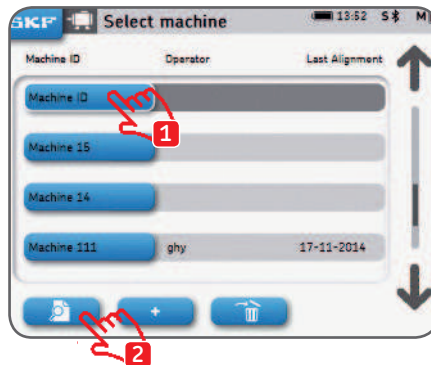 SKF Select machine 13:52 S M
Machine ID Operator Last Alignment
Machine ID
1
Machine 15
Machine 14
Machine 111 ghy 17-11-2014
+
2